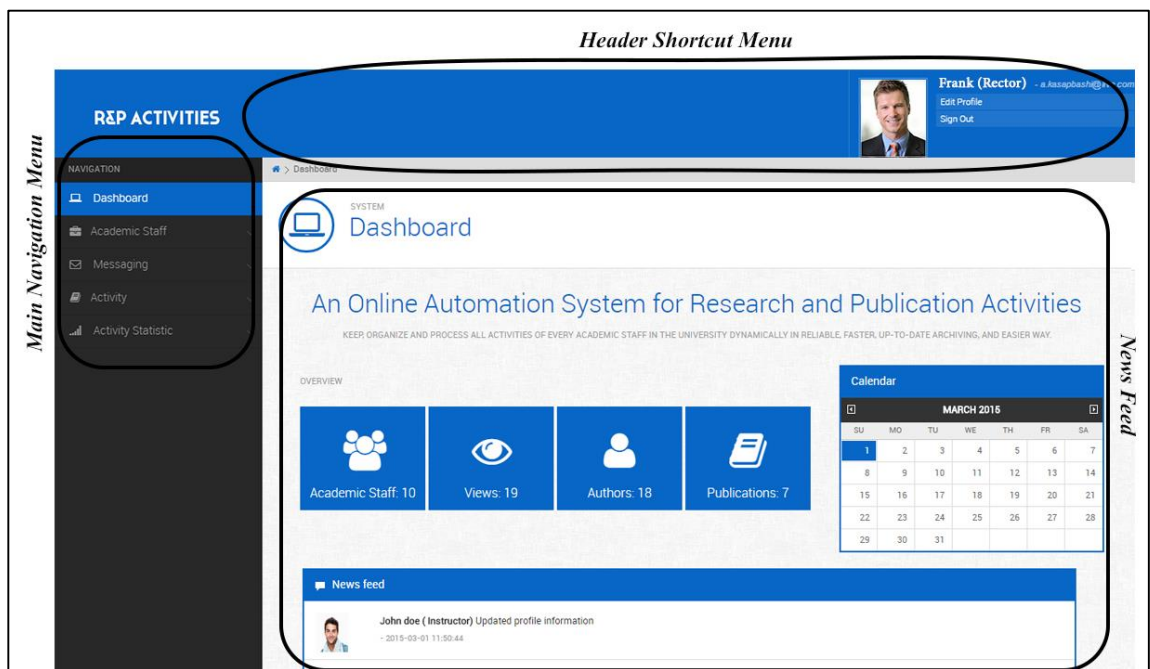 Header Shortcut Menu
Main Navigation Menu
R&P ACTIVITIES
Frank (Rector)
Edit Profile
Sign Out
NAVIGATION
Dashboard
Academic Staff
Messaging
Activity
Activity Statistic
> Dashboard
SYSTEM
Dashboard
An Online Automation System for Research and Publication Activities
KEEP, ORGANIZE AND PROCESS ALL ACTIVITIES OF EVERY ACADEMIC STAFF IN THE UNIVERSITY DYNAMICALLY IN RELIABLE, FASTER, UP-TO-DATE ARCHIVING, AND EASIER WAY.
News Feed
OVERVIEW
Academic Staff: 10
Views: 19
Authors: 18
Publications: 7
Calendar
MARCH 2015
SU MO TU WE TH FR SA
1 2 3 4 5 6 7
8 9 10 11 12 13 14
15 16 17 18 19 20 21
22 23 24 25 26 27 28
29 30 31
News feed
John doe ( Instructor) Updated profile information
- 2015-03-01 11:50:44